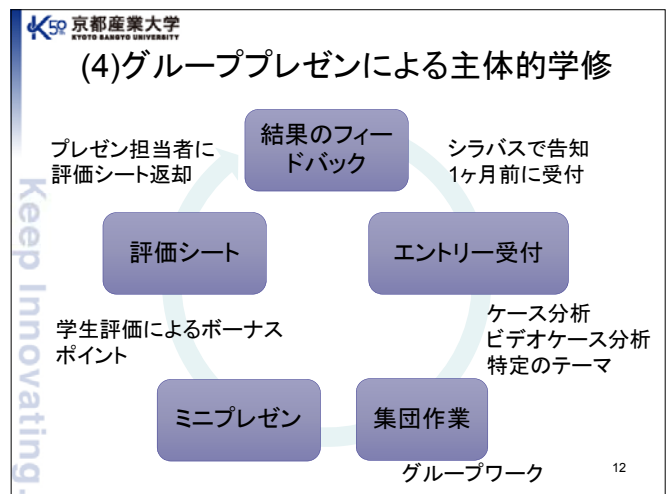 K50 京都産業大学
KYOTO SANGYO UNIVERSITY
(4)グループプレゼンによる主体的学修
結果のフィー
ドバック
シラバスで告知
1ヶ月前に受付
エントリー受付
ケース分析
ビデオケース分析
特定のテーマ
集団作業
グループワーク
ミニプレゼン
学生評価によるボーナス
ポイント
評価シート
プレゼン担当者に
評価シート返却
Keep Innovating.
12